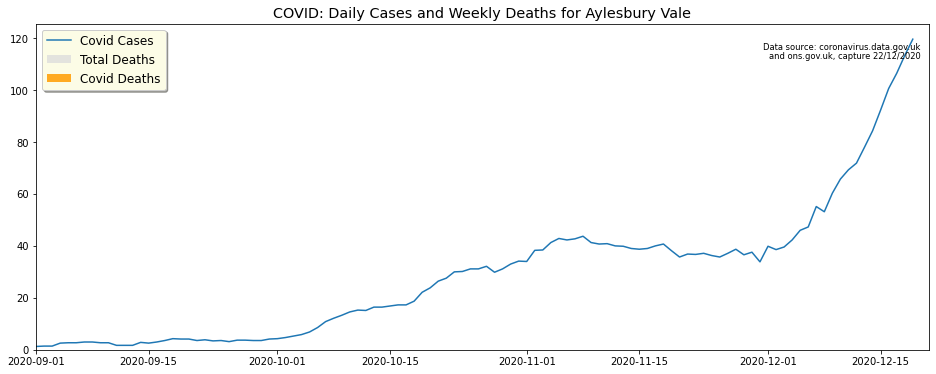 COVID: Daily Cases and Weekly Deaths for Aylesbury Vale
Covid Cases
Total Deaths
Covid Deaths
Data source: coronavirus.data.gov.uk
and ons.gov.uk, capture 22/12/2020
120
100
80
60
40
20
0
2020-09-01 2020-09-15 2020-10-01 2020-10-15 2020-11-01 2020-11-15 2020-12-01 2020-12-15